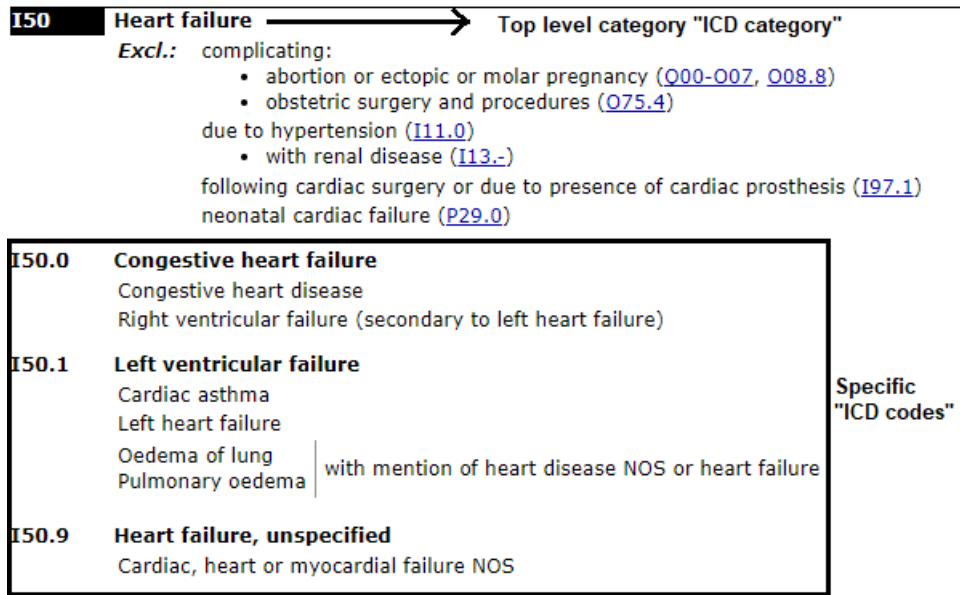 I50 Heart failure Top level category "ICD category"
Excl.: complicating:
• abortion or ectopic or molar pregnancy (O00-O07, O08.8)
• obstetric surgery and procedures (O75.4)
due to hypertension (I11.0)
• with renal disease (I13.-)
following cardiac surgery or due to presence of cardiac prosthesis (I97.1)
neonatal cardiac failure (P29.0)
I50.0 Congestive heart failure
Congestive heart disease
Right ventricular failure (secondary to left heart failure)
I50.1 Left ventricular failure
Cardiac asthma
Left heart failure
Oedema of lung
Pulmonary oedema
with mention of heart disease NOS or heart failure
I50.9 Heart failure, unspecified
Cardiac, heart or myocardial failure NOS
Specific
"ICD codes"